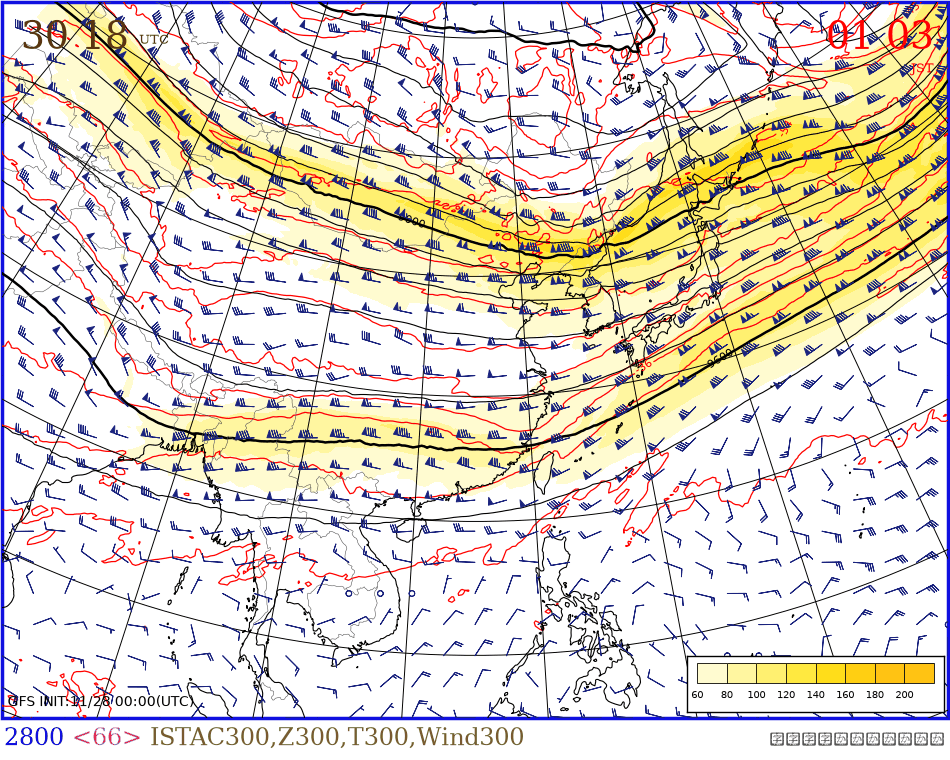 30 18 UTC
01 03
JST
9000
9600
GFS INIT:11/28 00:00(UTC)
60 80 100 120 140 160 180 200
2800 <66> ISTAC300,Z300,T300,Wind300